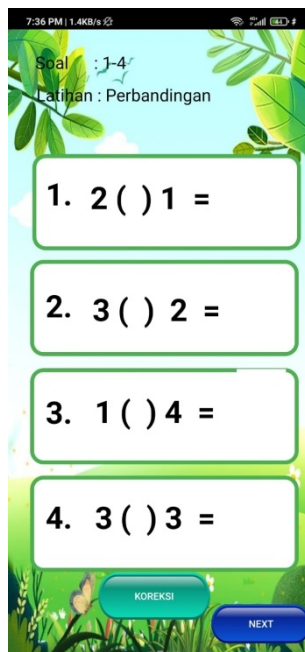 7:36 PM | 1.4KB/s
Soal : 1-4
Latihan : Perbandingan
1. 2 ( ) 1 =
2. 3 ( ) 2 =
3. 1 ( ) 4 =
4. 3 ( ) 3 =
KOREKSI
NEXT